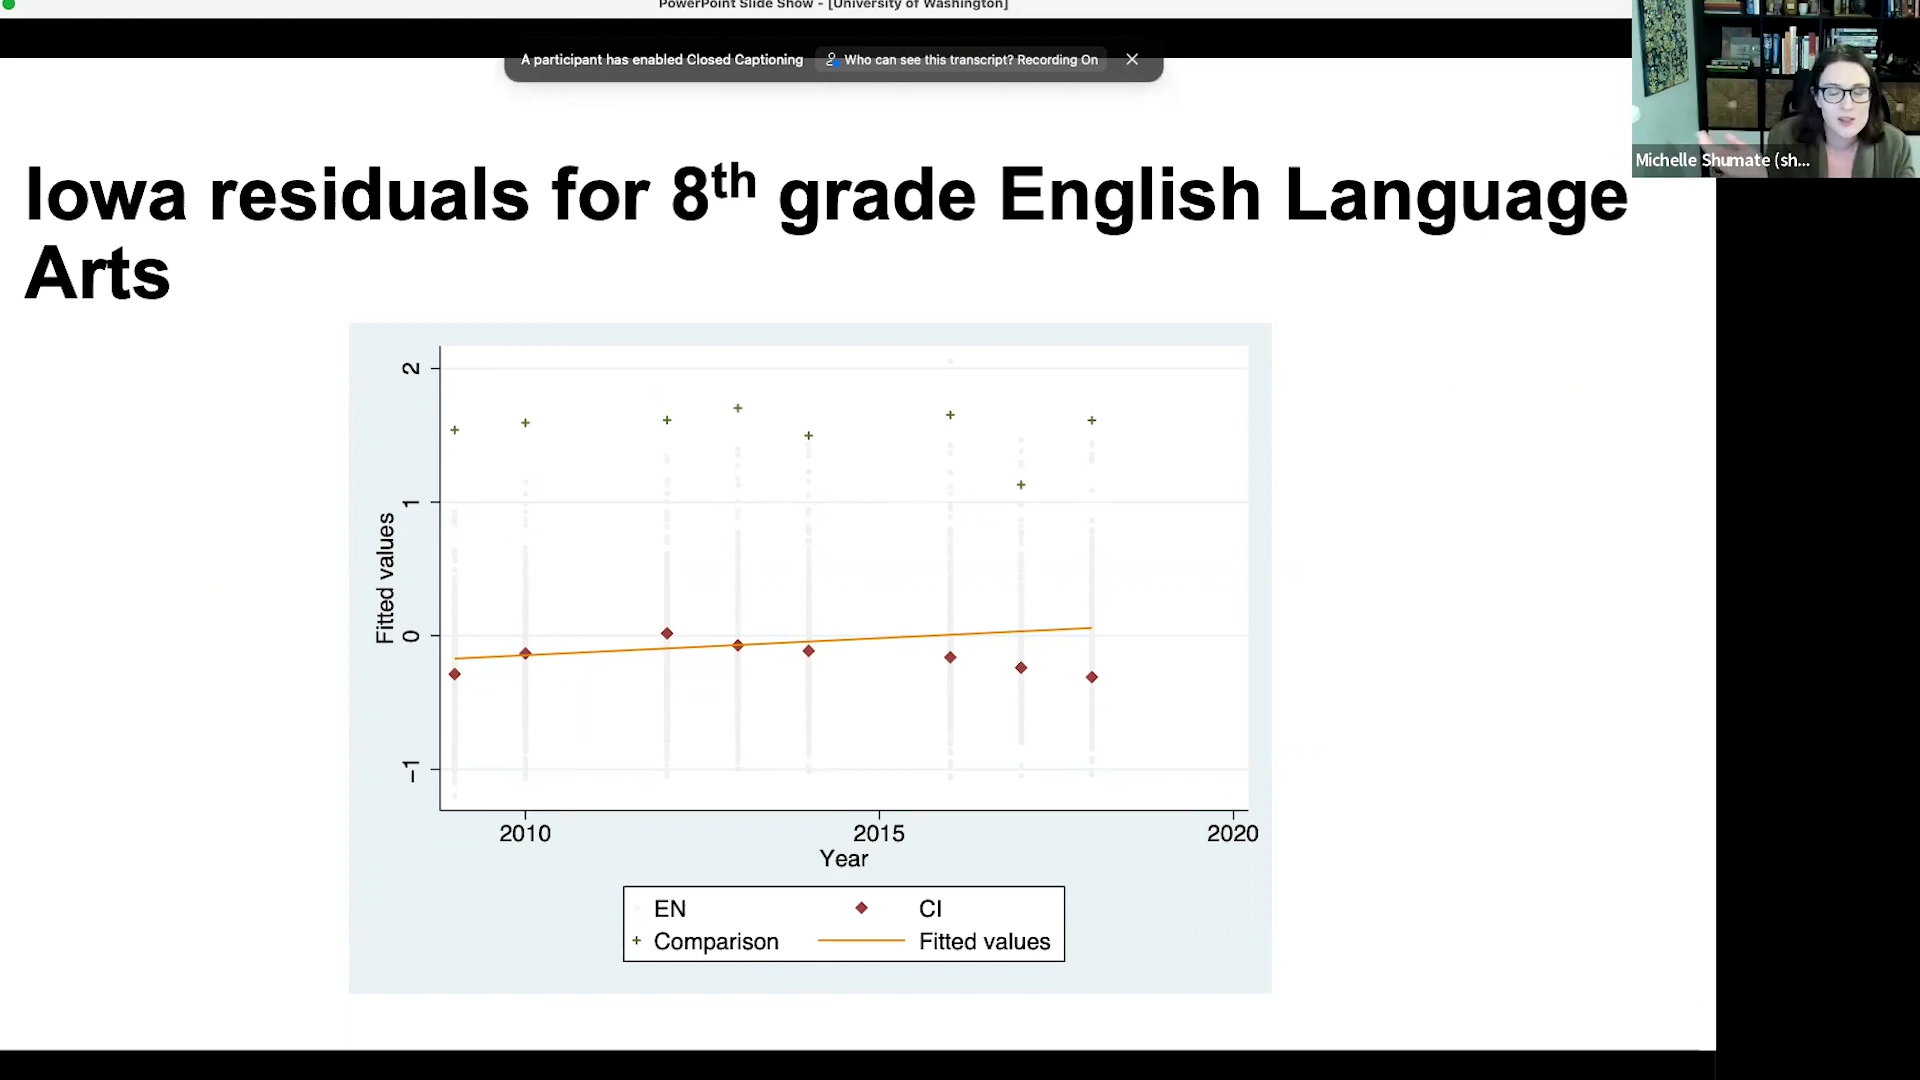 PowerPoint Slide Show - [University of Washington]
A participant has enabled Closed Captioning
Who can see this transcript? Recording On
Michelle Shumate (sh...
Iowa residuals for 8th grade English Language
Arts
2
1
0
−1
Fitted values
2010
2015
2020
Year
EN
CI
Comparison
Fitted values